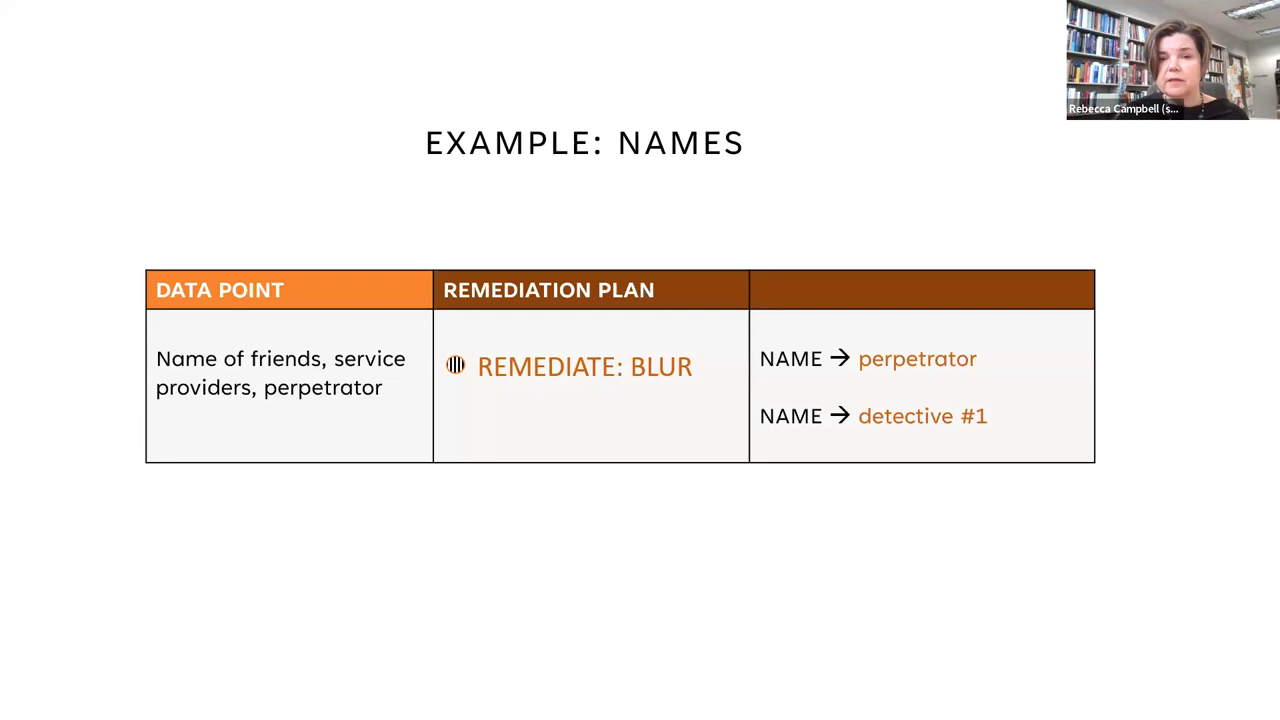 Rebecca Campbell (s...
EXAMPLE: NAMES
DATA POINT
REMEDIATION PLAN
Name of friends, service
providers, perpetrator
REMEDIATE: BLUR
NAME → perpetrator
NAME → detective #1